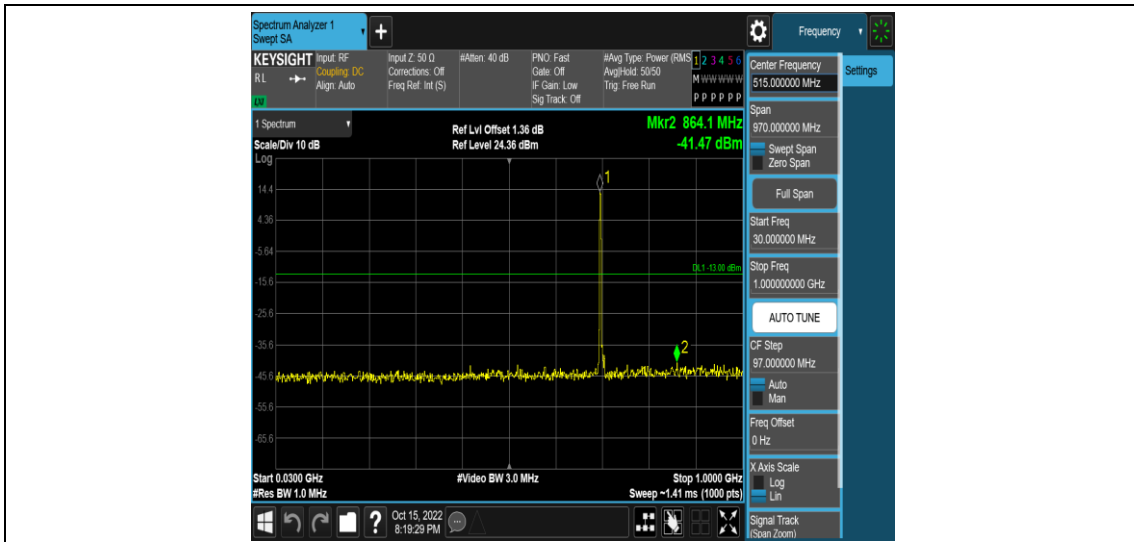 Spectrum Analyzer 1
Swept SA
+
Frequency
KEYSIGHT
RL
LXI
Input: RF
Coupling: DC
Align: Auto
Input Z: 50 Ω
Corrections: Off
Freq Ref: Int (S)
#Atten: 40 dB
PNO: Fast
Gate: Off
IF Gain: Low
Sig Track: Off
#Avg Type: Power (RMS
Avg|Hold: 50/50
Trig: Free Run
1 2 3 4 5 6
M W W W W W
P P P P P P
1 Spectrum
Scale/Div 10 dB
Ref Lvl Offset 1.36 dB
Ref Level 24.36 dBm
Mkr2 864.1 MHz
-41.47 dBm
Log
14.4
4.36
-5.64
-15.6
-25.6
-35.6
-45.6
-55.6
-65.6
1
DL1 -13.00 dBm
2
Start 0.0300 GHz
#Res BW 1.0 MHz
#Video BW 3.0 MHz
Stop 1.0000 GHz
Sweep ~1.41 ms (1000 pts)
Center Frequency
515.000000 MHz
Settings
Span
970.000000 MHz
Swept Span
Zero Span
Full Span
Start Freq
30.000000 MHz
Stop Freq
1.000000000 GHz
AUTO TUNE
CF Step
97.000000 MHz
Auto
Man
Freq Offset
0 Hz
X Axis Scale
Log
Lin
Signal Track
(Span Zoom)
?
Oct 15, 2022
8:19:29 PM